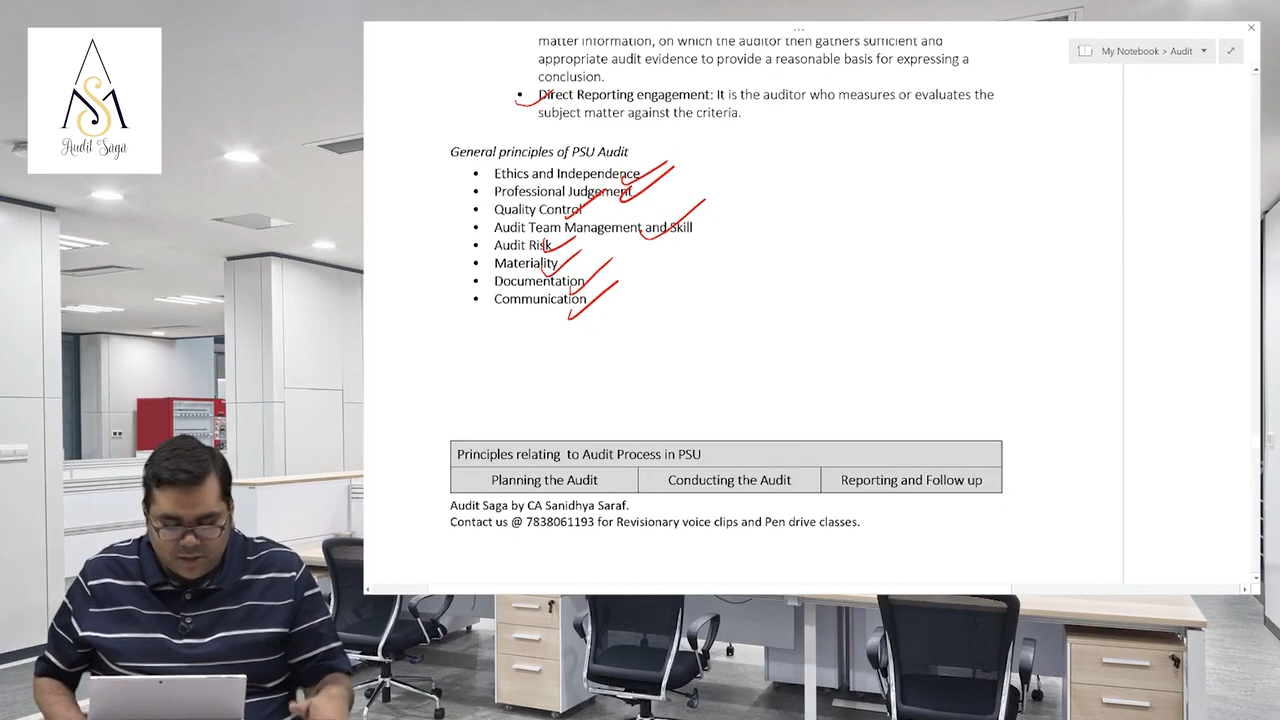 ASM
Audit Saga
My Notebook > Audit
matter information, on which the auditor then gathers sufficient and
appropriate audit evidence to provide a reasonable basis for expressing a
conclusion.
• Direct Reporting engagement: It is the auditor who measures or evaluates the
subject matter against the criteria.
General principles of PSU Audit
• Ethics and Independence
• Professional Judgement
• Quality Control
• Audit Team Management and Skill
• Audit Risk
• Materiality
• Documentation
• Communication
Principles relating to Audit Process in PSU
Planning the Audit
Conducting the Audit
Reporting and Follow up
Audit Saga by CA Sanidhya Saraf.
Contact us @ 7838061193 for Revisionary voice clips and Pen drive classes.